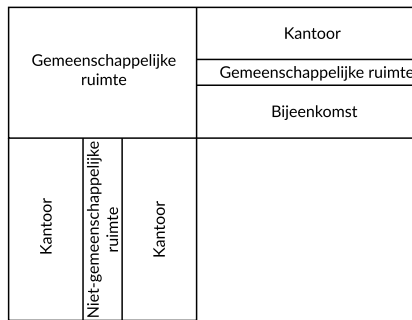 Gemeenschappelijke
ruimte
Kantoor
Gemeenschappelijke ruimte
Bijeenkomst
Kantoor
Niet-gemeenschappelijke
ruimte
Kantoor